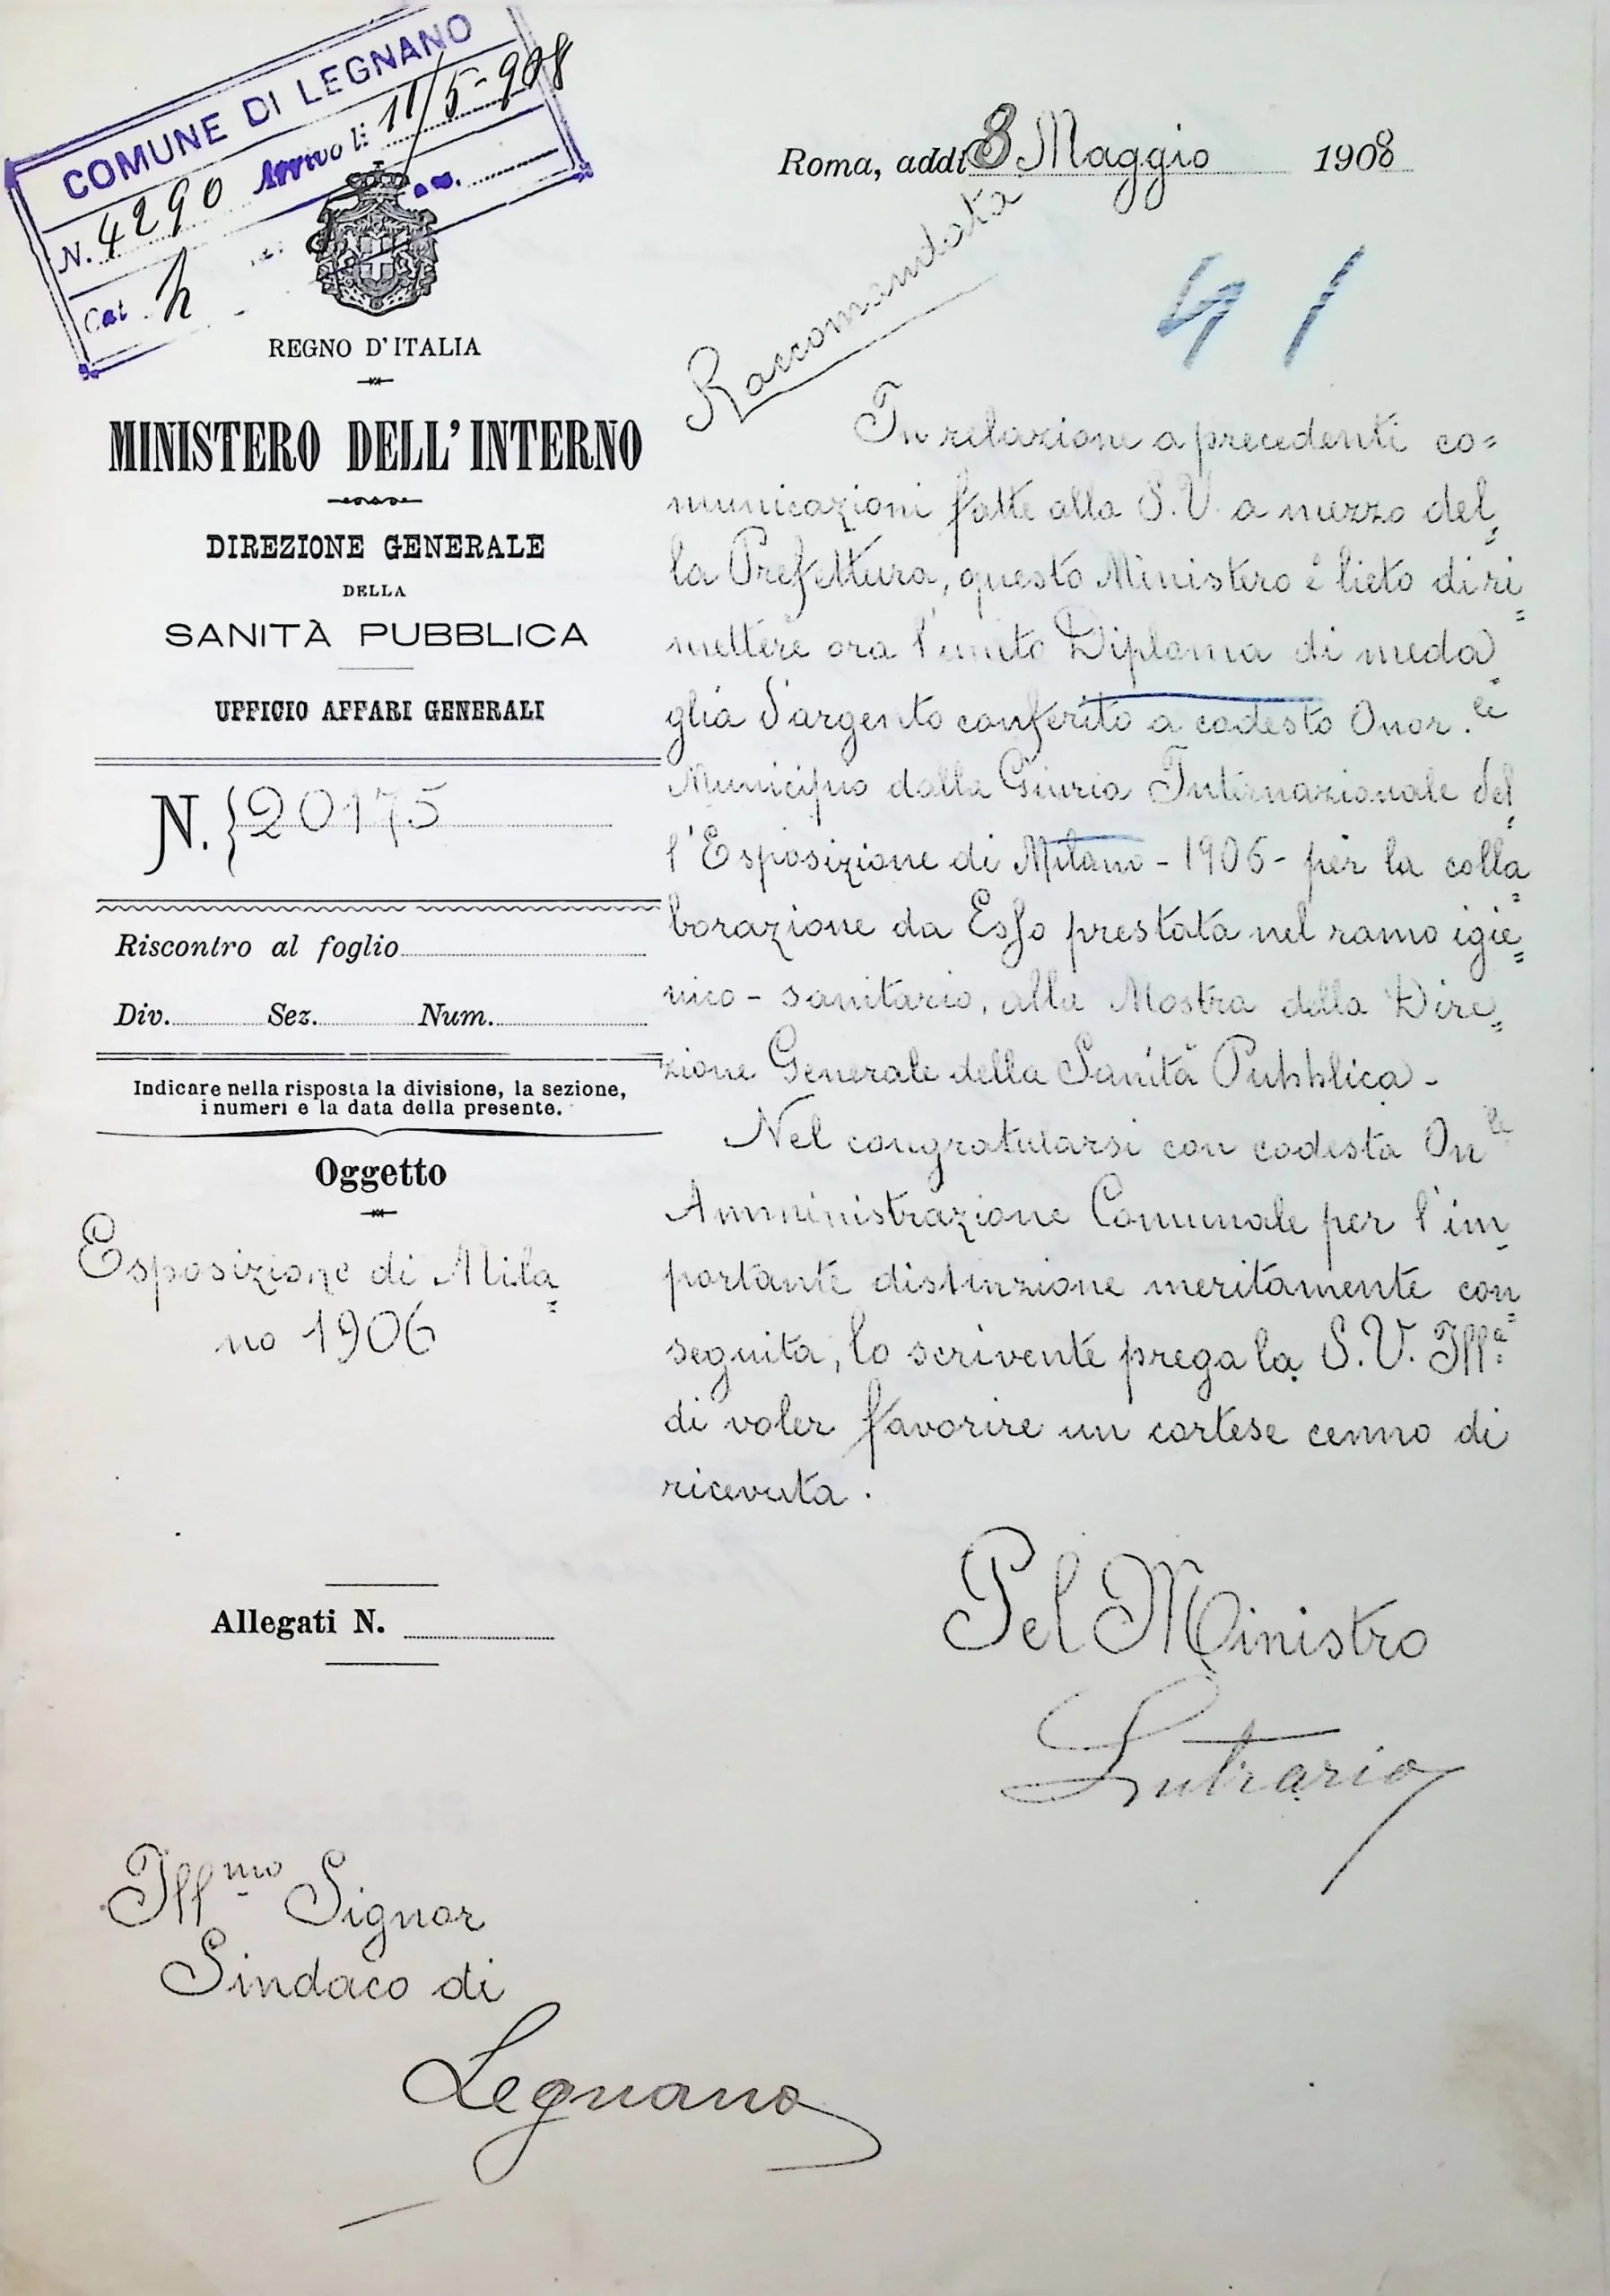 COMUNE DI LEGNANO
N. 4290 Arrivo li 11/5-908
Cat. h
REGNO D'ITALIA
MINISTERO DELL'INTERNO
DIREZIONE GENERALE
DELLA
SANITÀ PUBBLICA
UFFICIO AFFARI GENERALI
N. 20175
Riscontro al foglio
Div. Sez. Num.
Indicare nella risposta la divisione, la sezione,
i numeri e la data della presente.
Oggetto
Esposizione di Mila=
no 1906
Allegati N.
Illmo Signor
Sindaco di
Legnano
Roma, addì 8 Maggio 1908
Raccomandata
41
In relazione a precedenti co=
municazioni fatte alla S.V. a mezzo del=
la Prefettura, questo Ministero è lieto di ri=
mettere ora l'unito Diploma di meda=
glia d'argento conferito a codesto Onor.le
Municipio dalla Giuria Internazionale del=
l'Esposizione di Milano - 1906 - per la colla=
borazione da Esso prestata nel ramo igie=
nico - sanitario, alla Mostra della Dire=
zione Generale della Sanità Pubblica -
Nel congratularsi con codesta Onle
Amministrazione Comunale per l'im=
portante distinzione meritamente con=
seguita, lo scrivente prega la S.V. Ill.a
di voler favorire un cortese cenno di
ricevuta.
Pel Ministro
Lutrario